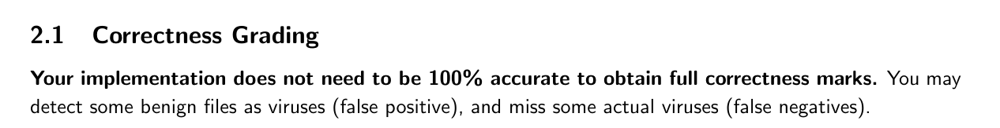 2.1 Correctness Grading
Your implementation does not need to be 100% accurate to obtain full correctness marks. You may
detect some benign files as viruses (false positive), and miss some actual viruses (false negatives).